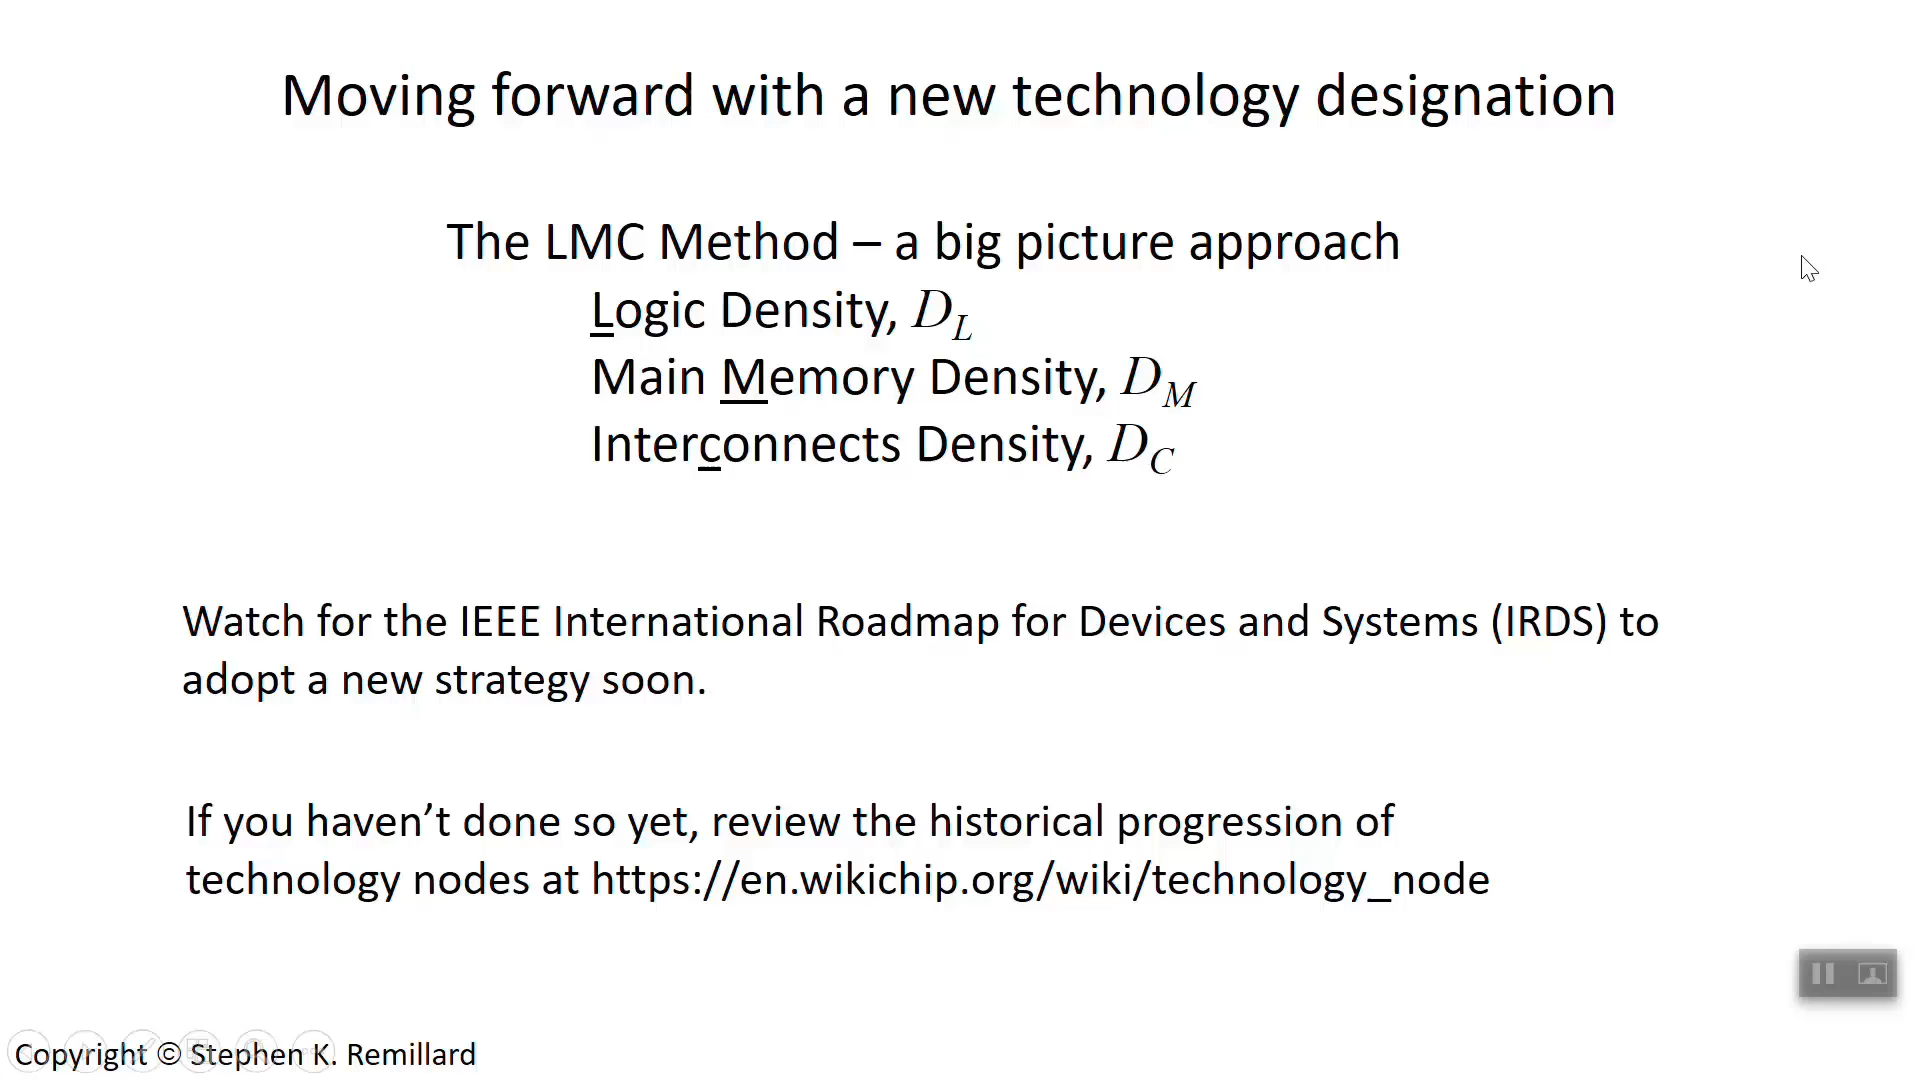 Moving forward with a new technology designation
The LMC Method – a big picture approach
Logic Density, D_L
Main Memory Density, D_M
Interconnects Density, D_C
Watch for the IEEE International Roadmap for Devices and Systems (IRDS) to
adopt a new strategy soon.
If you haven’t done so yet, review the historical progression of
technology nodes at https://en.wikichip.org/wiki/technology_node
Copyright © Stephen K. Remillard